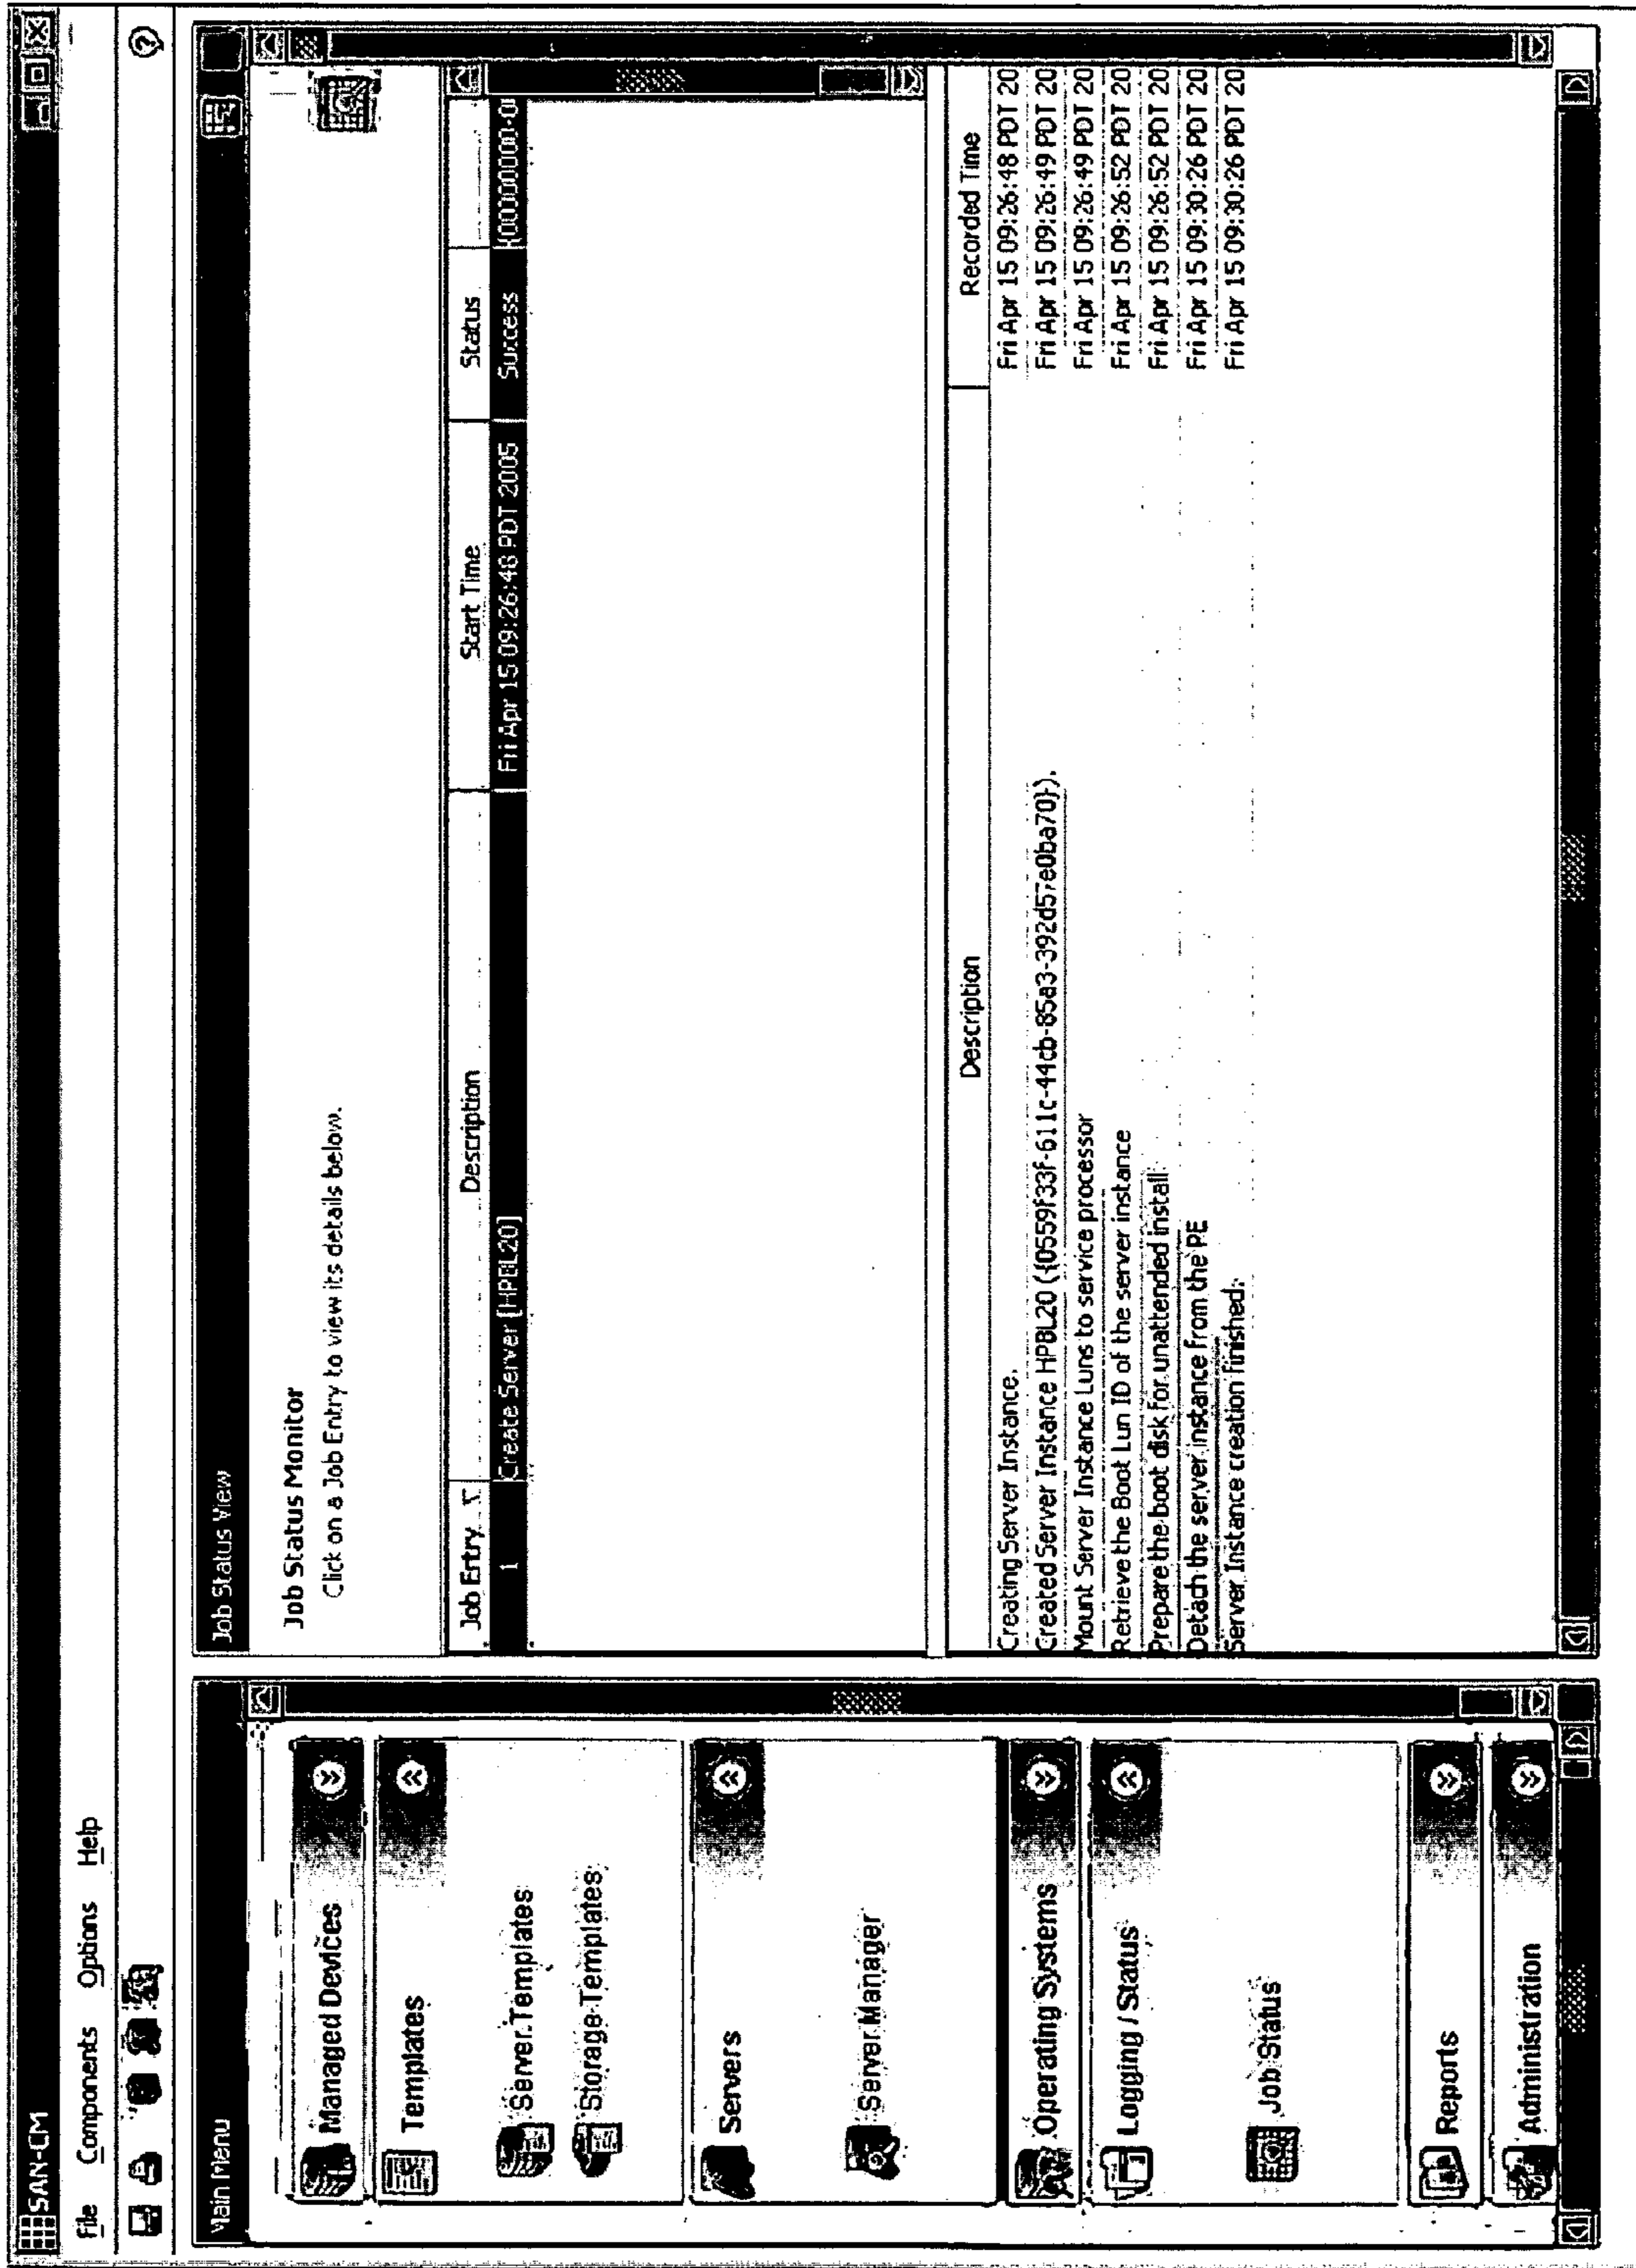 SAN-CM
File Components Options Help
Main Menu
Managed Devices
Templates
Server Templates
Storage Templates
Servers
Server Manager
Operating Systems
Logging / Status
Job Status
Reports
Administration
Job Status View
Job Status Monitor
Click on a Job Entry to view its details below.
Job Entry Description Start Time Status
1 Create Server [HPBL20] Fri Apr 15 09:26:48 PDT 2005 Success {00000000-0
Description Recorded Time
Creating Server Instance. Fri Apr 15 09:26:48 PDT 20
Created Server Instance HPBL20 ({0559f33f-611c-44cb-85a3-392d57e0ba70}). Fri Apr 15 09:26:49 PDT 20
Mount Server Instance Luns to service processor Fri Apr 15 09:26:49 PDT 20
Retrieve the Boot Lun ID of the server instance Fri Apr 15 09:26:52 PDT 20
Prepare the boot disk for unattended install Fri Apr 15 09:26:52 PDT 20
Detach the server instance from the PE Fri Apr 15 09:30:26 PDT 20
Server Instance creation finished. Fri Apr 15 09:30:26 PDT 20